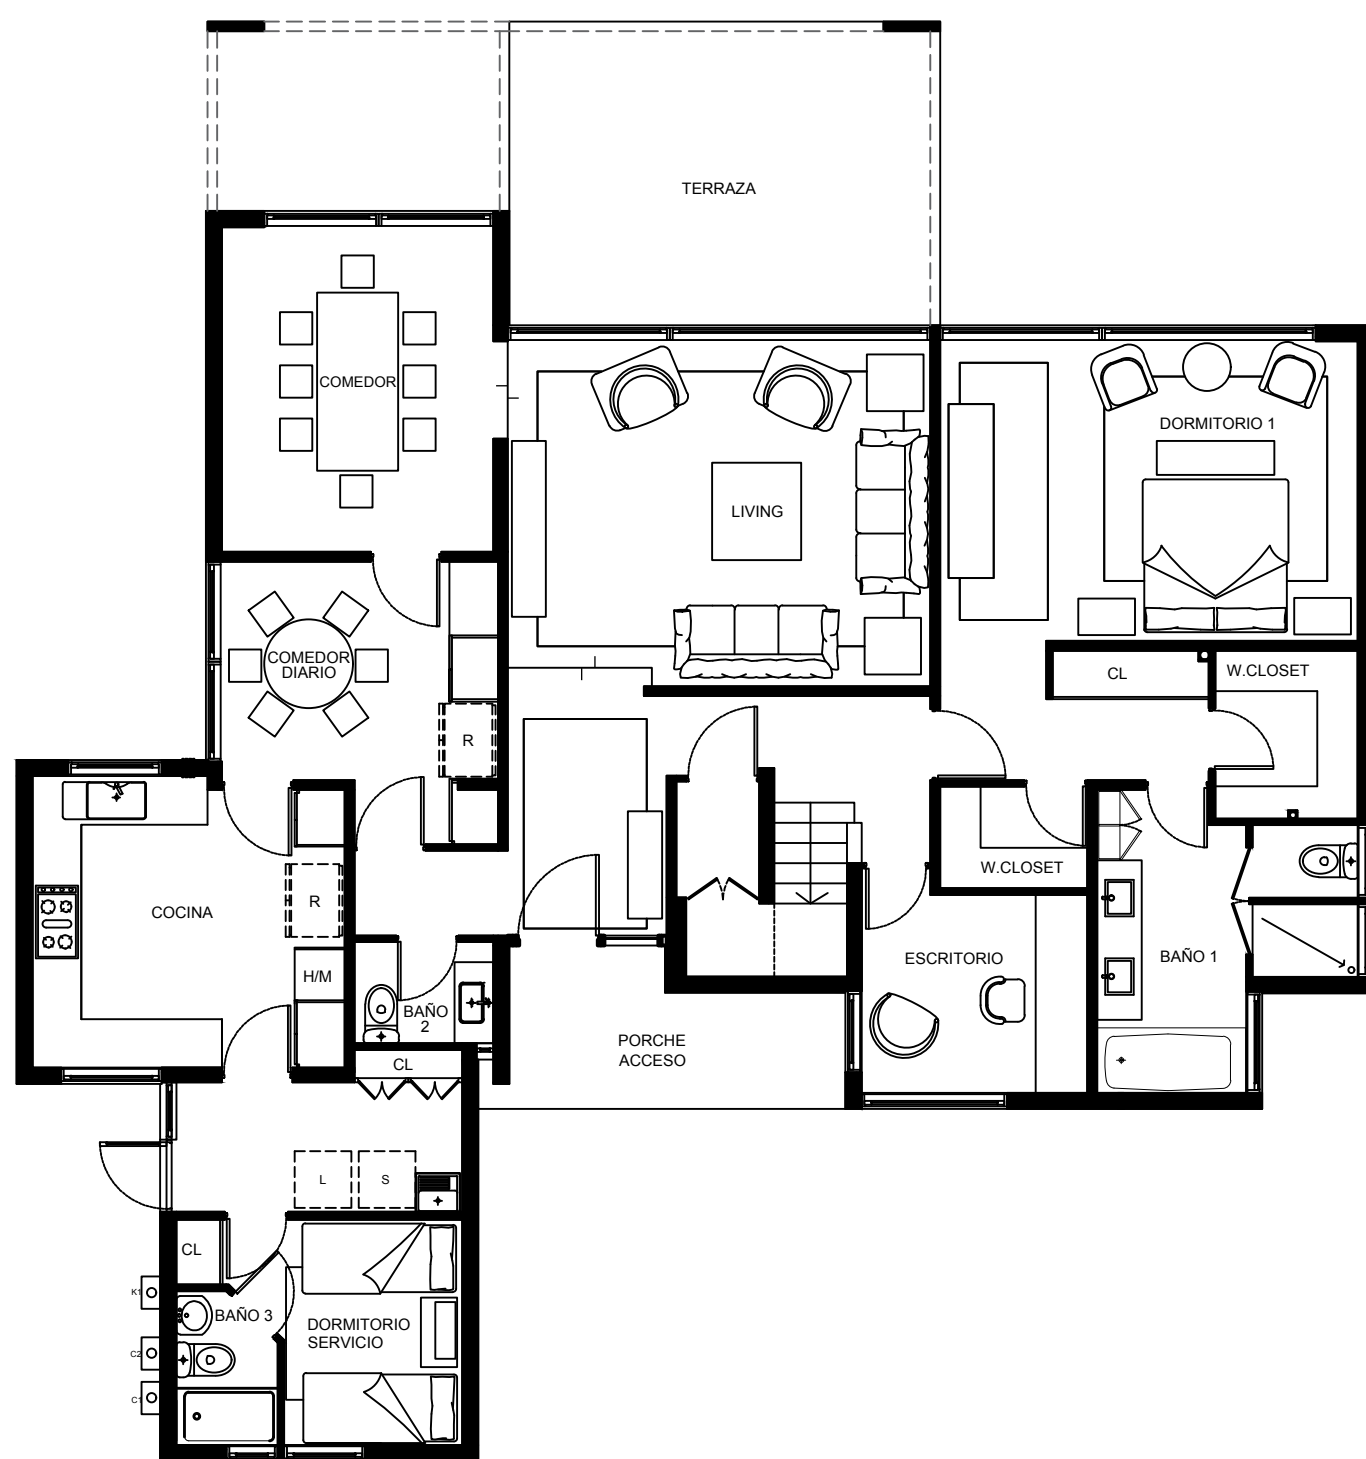 TERRAZA
COMEDOR
DORMITORIO 1
LIVING
COMEDOR
DIARIO
CL
W.CLOSET
R
W.CLOSET
R
COCINA
ESCRITORIO
BAÑO 1
H/M
BAÑO
2
PORCHE
ACCESO
CL
L
S
CL
K1
BAÑO 3
DORMITORIO
SERVICIO
C2
C1